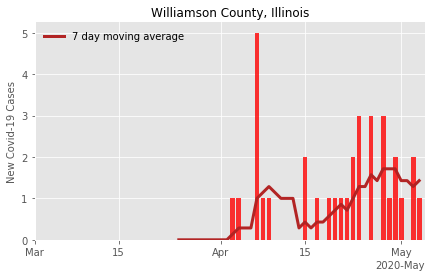 Williamson County, Illinois
7 day moving average
New Covid-19 Cases
5
4
3
2
1
0
Mar 15 Apr 15 May
2020-May